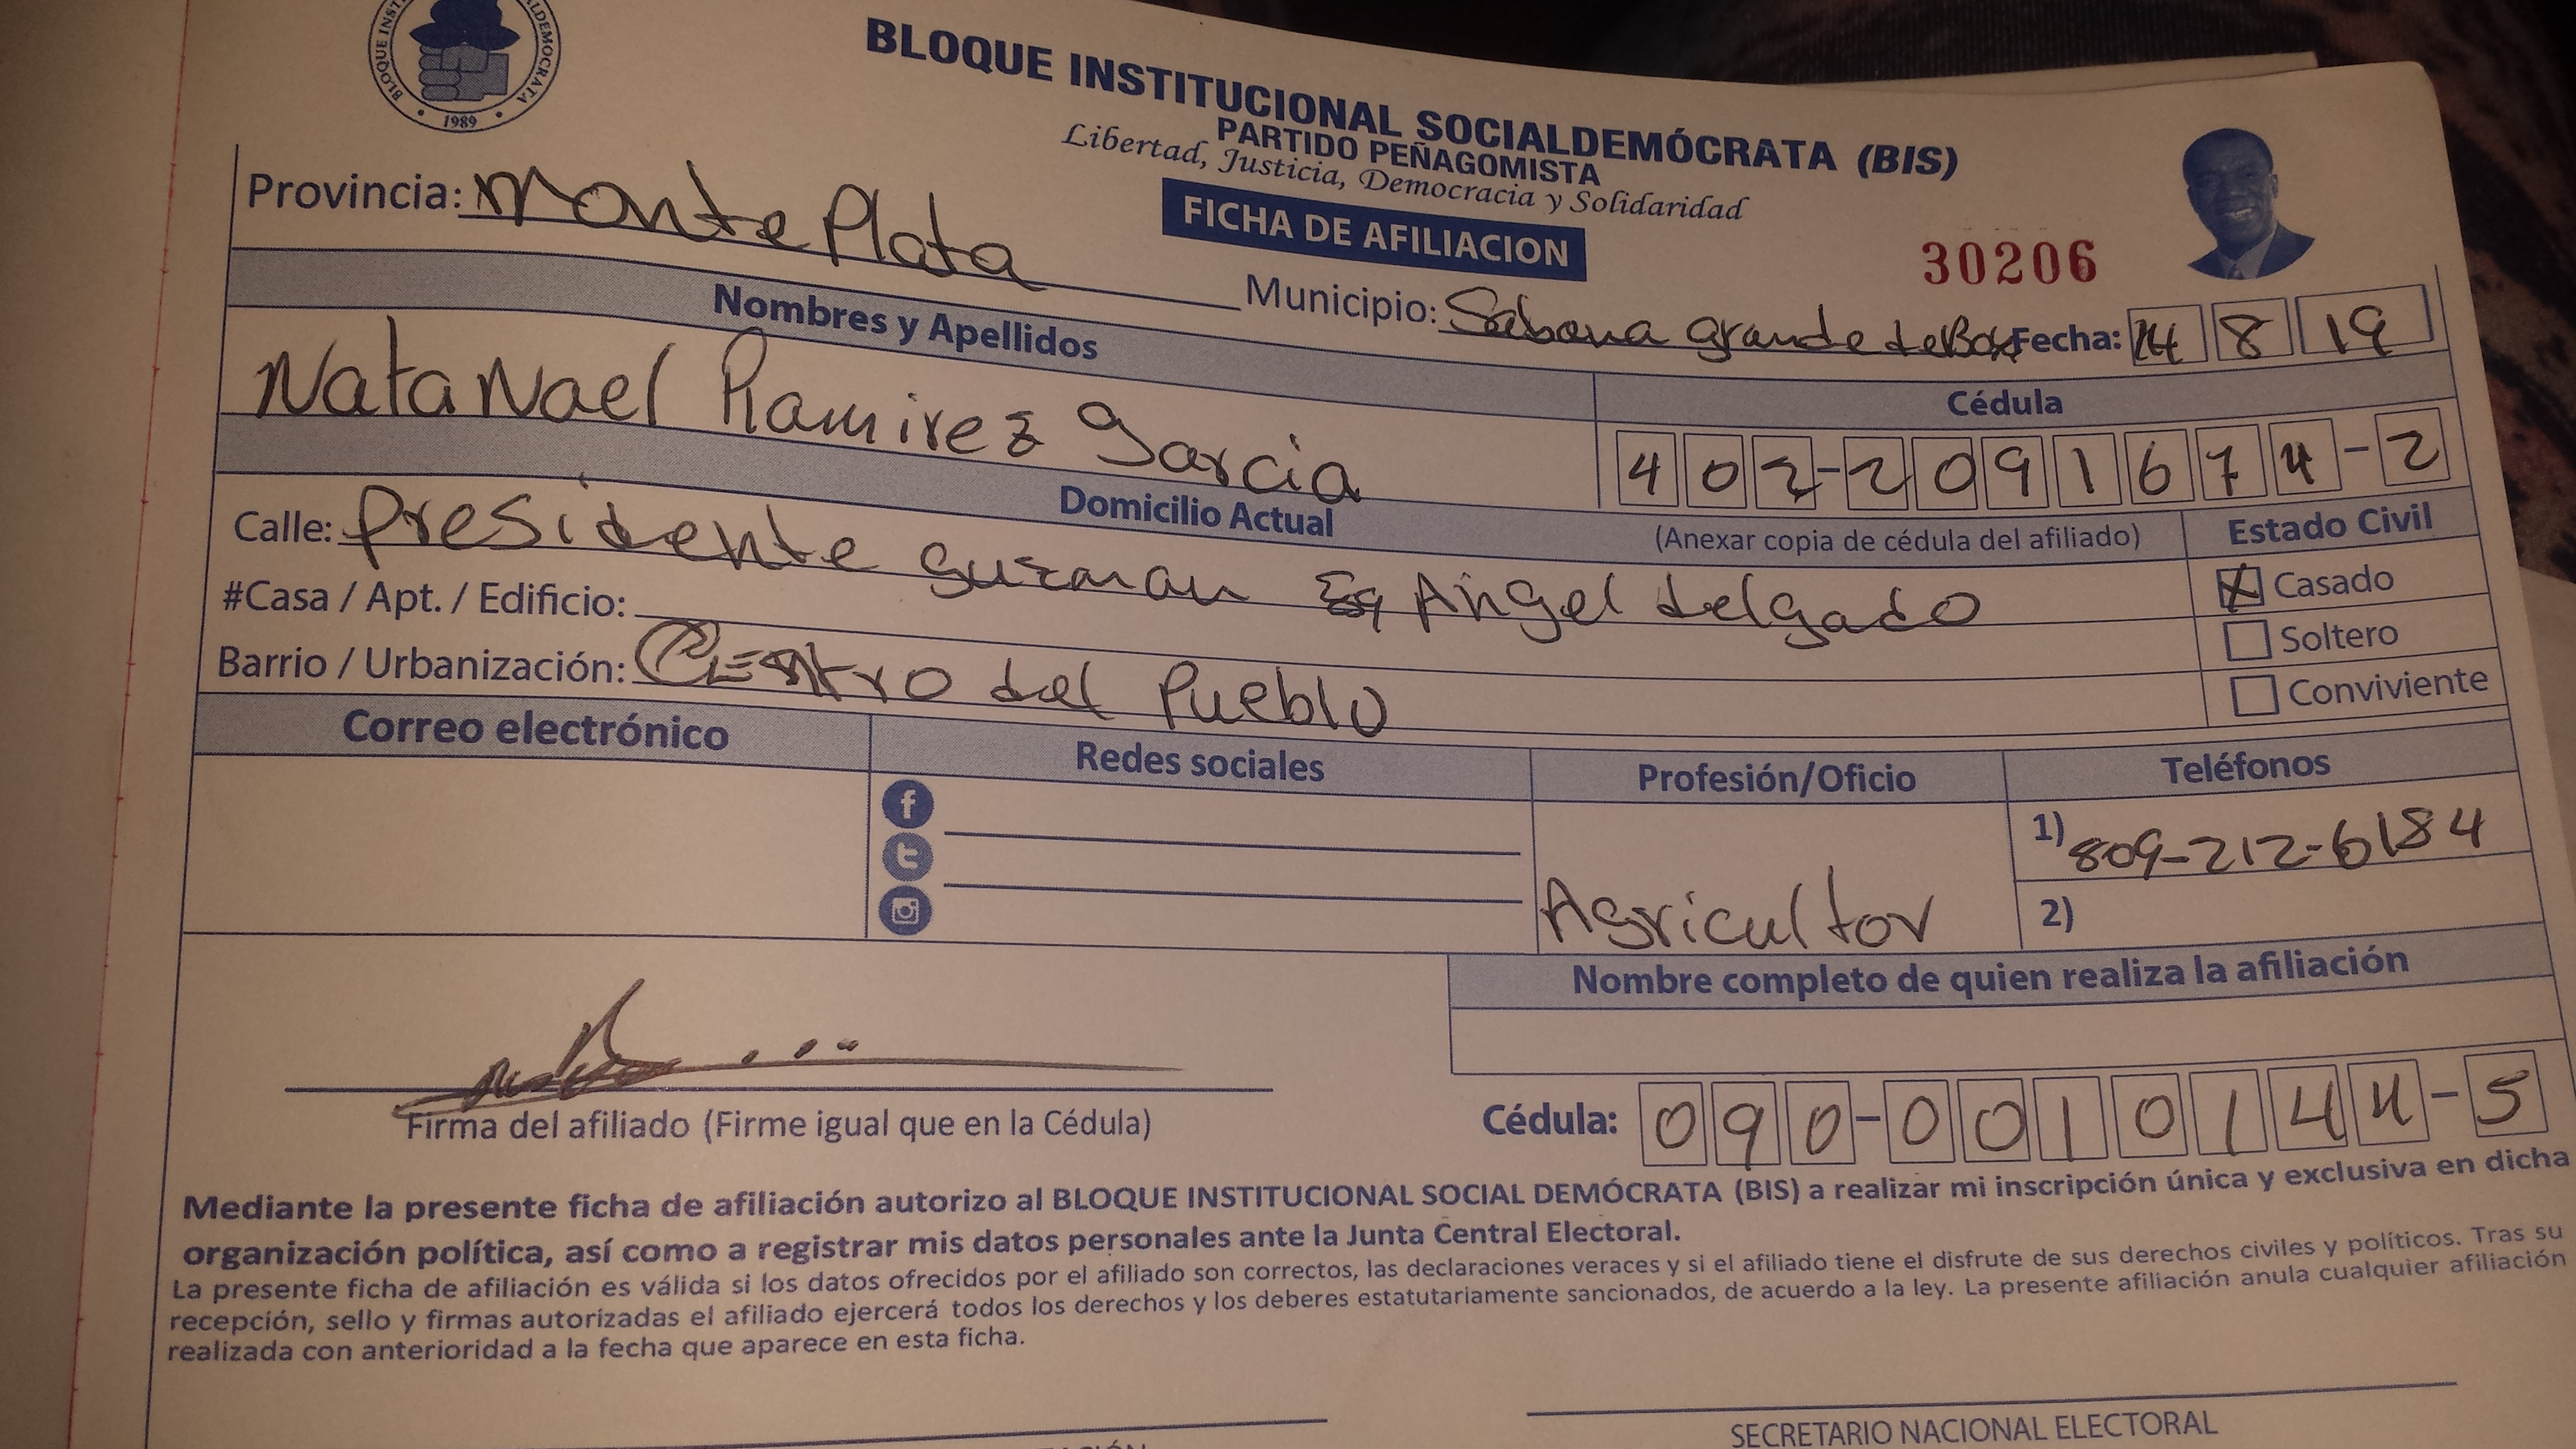 1989
BLOQUE INSTITUCIONAL SOCIALDEMÓCRATA (BIS)
PARTIDO PEÑAGOMISTA
Libertad, Justicia, Democracia y Solidaridad
FICHA DE AFILIACION
30206
Provincia: Monte Plata
Municipio: Sabana grande de Boya Fecha: 14 8 19
Nombres y Apellidos
Cédula
NataNael Ramirez Garcia
402-2091674-2
Domicilio Actual
(Anexar copia de cédula del afiliado)
Estado Civil
Calle: Presidente guzman Esq Angel delgado
Casado
#Casa / Apt. / Edificio:
Soltero
Barrio / Urbanización: Centro del Pueblo
Conviviente
Correo electrónico
Redes sociales
Profesión/Oficio
Teléfonos
f
t
Agricultor
1) 809-212-6184
2)
Nombre completo de quien realiza la afiliación
Firma del afiliado (Firme igual que en la Cédula)
Cédula: 090-0010144-5
Mediante la presente ficha de afiliación autorizo al BLOQUE INSTITUCIONAL SOCIAL DEMÓCRATA (BIS) a realizar mi inscripción única y exclusiva en dicha
organización política, así como a registrar mis datos personales ante la Junta Central Electoral.
La presente ficha de afiliación es válida si los datos ofrecidos por el afiliado son correctos, las declaraciones veraces y si el afiliado tiene el disfrute de sus derechos civiles y políticos. Tras su
recepción, sello y firmas autorizadas el afiliado ejercerá todos los derechos y los deberes estatutariamente sancionados, de acuerdo a la ley. La presente afiliación anula cualquier afiliación
realizada con anterioridad a la fecha que aparece en esta ficha.
SECRETARIO NACIONAL ELECTORAL